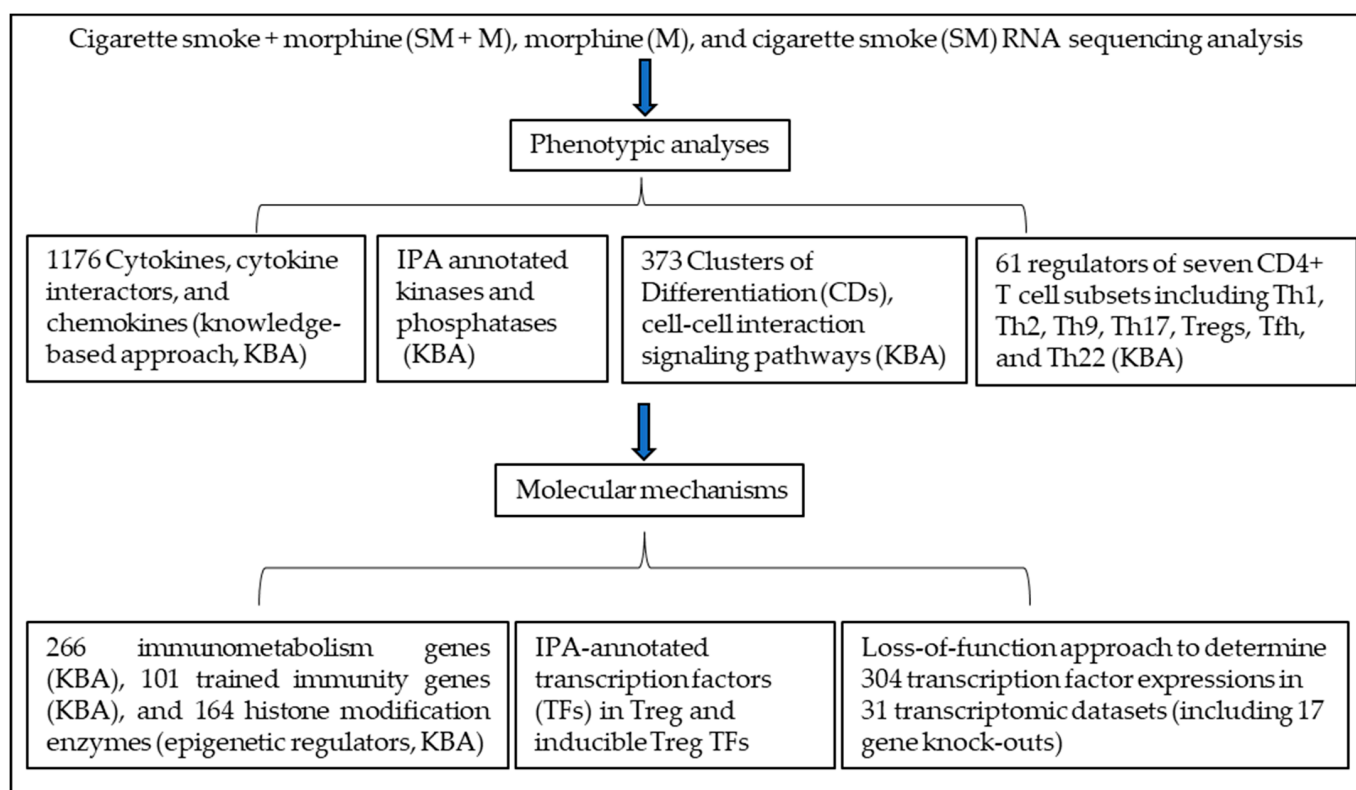 Cigarette smoke + morphine (SM + M), morphine (M), and cigarette smoke (SM) RNA sequencing analysis
Phenotypic analyses
1176 Cytokines, cytokine
interactors, and
chemokines (knowledge-
based approach, KBA)
IPA annotated
kinases and
phosphatases
(KBA)
373 Clusters of
Differentiation (CDs),
cell-cell interaction
signaling pathways (KBA)
61 regulators of seven CD4+
T cell subsets including Th1,
Th2, Th9, Th17, Tregs, Tfh,
and Th22 (KBA)
Molecular mechanisms
266 immunometabolism genes
(KBA), 101 trained immunity genes
(KBA), and 164 histone modification
enzymes (epigenetic regulators, KBA)
IPA-annotated
transcription factors
(TFs) in Treg and
inducible Treg TFs
Loss-of-function approach to determine
304 transcription factor expressions in
31 transcriptomic datasets (including 17
gene knock-outs)